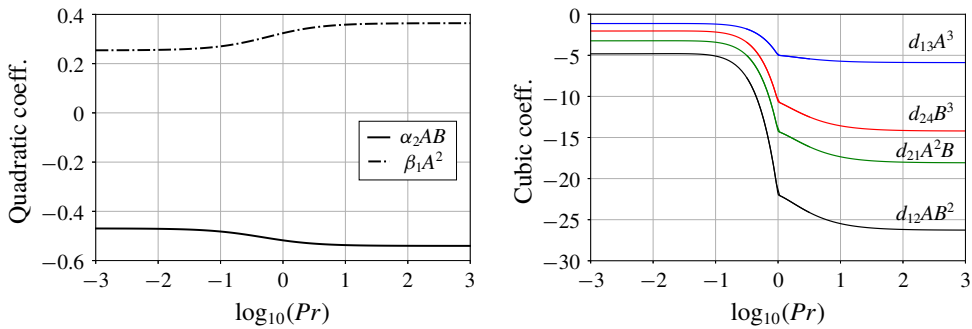 0.4
0.2
0
−0.2
−0.4
−0.6
Quadratic coeff.
α₂AB
β₁A²
−3 −2 −1 0 1 2 3
log₁₀(Pr)
0
−5
−10
−15
−20
−25
−30
Cubic coeff.
d₁₃A³
d₂₄B³
d₂₁A²B
d₁₂AB²
−3 −2 −1 0 1 2 3
log₁₀(Pr)